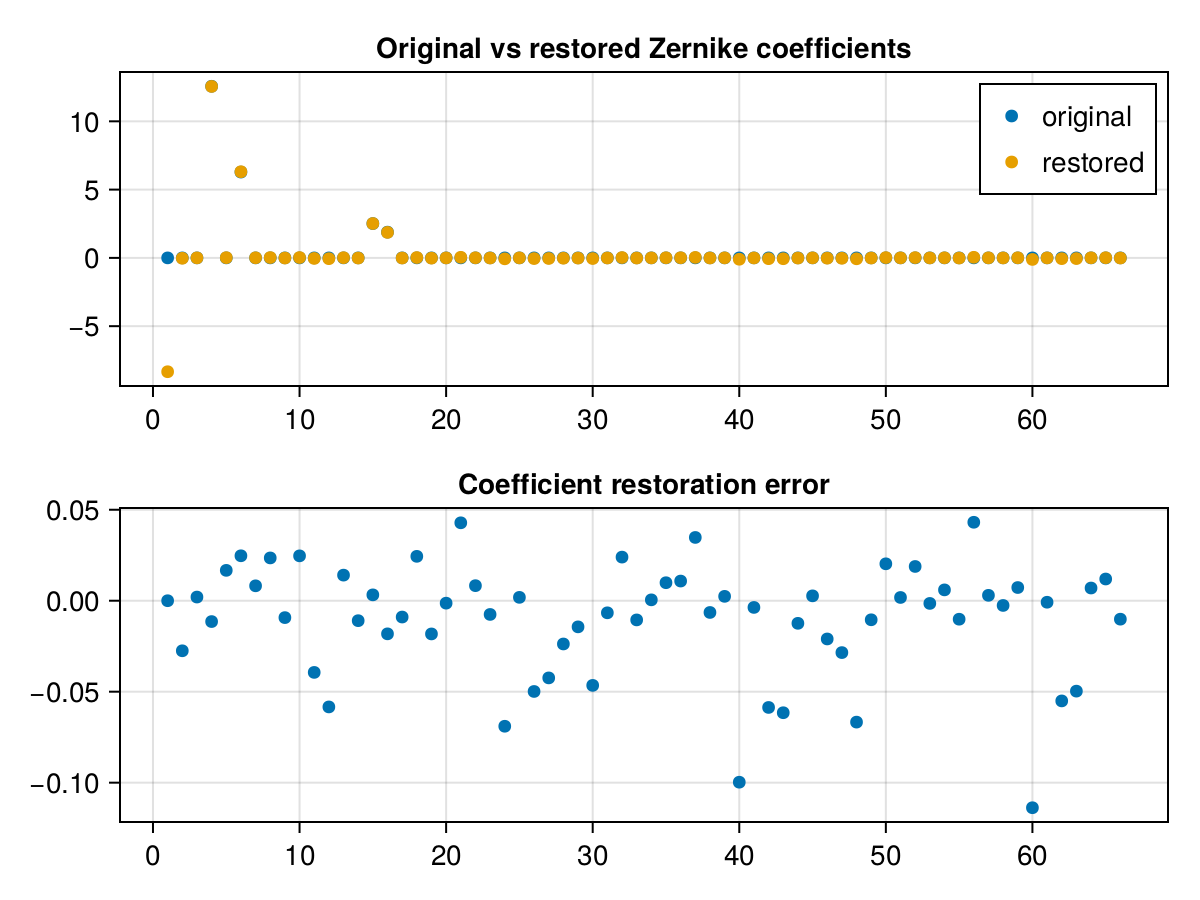 Original vs restored Zernike coefficients
original
restored
10
5
0
−5
0 10 20 30 40 50 60
Coefficient restoration error
0.05
0.00
−0.05
−0.10
0 10 20 30 40 50 60